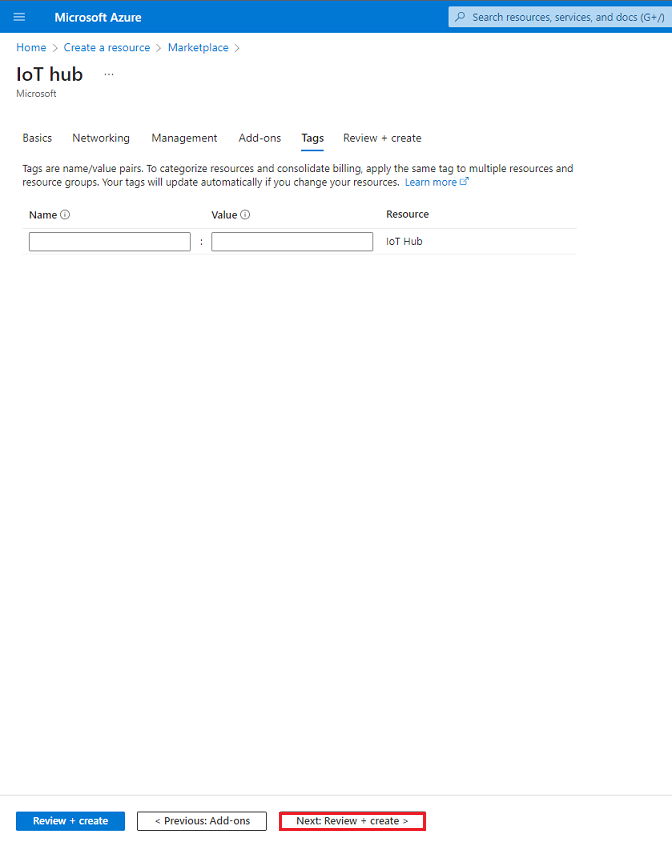 Microsoft Azure
Search resources, services, and docs (G+/)
Home > Create a resource > Marketplace >
IoT hub ...
Microsoft
Basics Networking Management Add-ons Tags Review + create
Tags are name/value pairs. To categorize resources and consolidate billing, apply the same tag to multiple resources and
resource groups. Your tags will update automatically if you change your resources. Learn more
Name Value Resource
: IoT Hub
Review + create < Previous: Add-ons Next: Review + create >